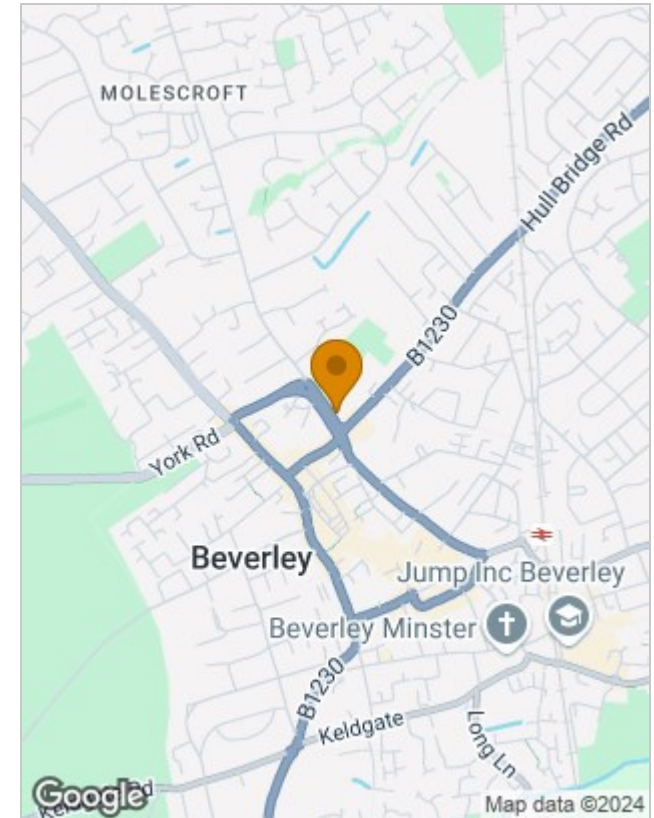 MOLESCROFT
Hull Bridge Rd
B1230
York Rd
Beverley
Jump Inc Beverley
Beverley Minster
B1230
Keldgate
Long Ln
Rd
Google
Map data ©2024